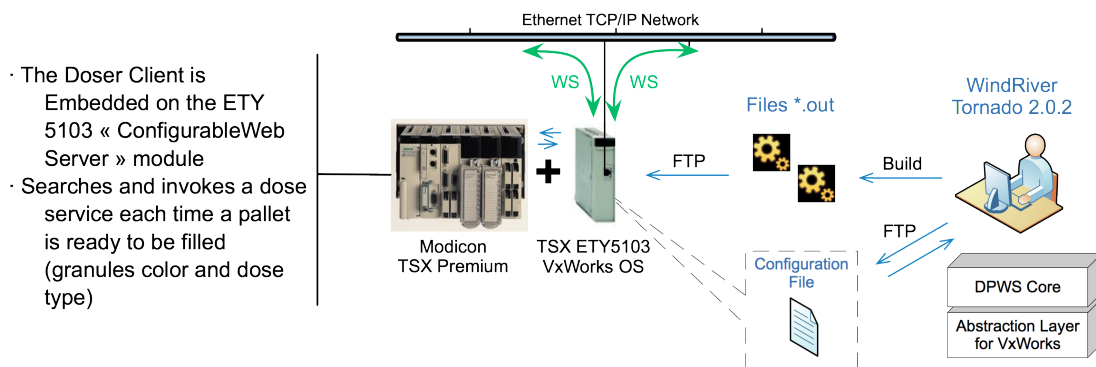 Ethernet TCP/IP Network
· The Doser Client is
Embedded on the ETY
5103 « ConfigurableWeb
Server » module
· Searches and invokes a dose
service each time a pallet
is ready to be filled
(granules color and dose
type)
WS
WS
Files *.out
WindRiver
Tornado 2.0.2
FTP
Build
Modicon
TSX Premium
TSX ETY5103
VxWorks OS
FTP
Configuration
File
DPWS Core
Abstraction Layer
for VxWorks